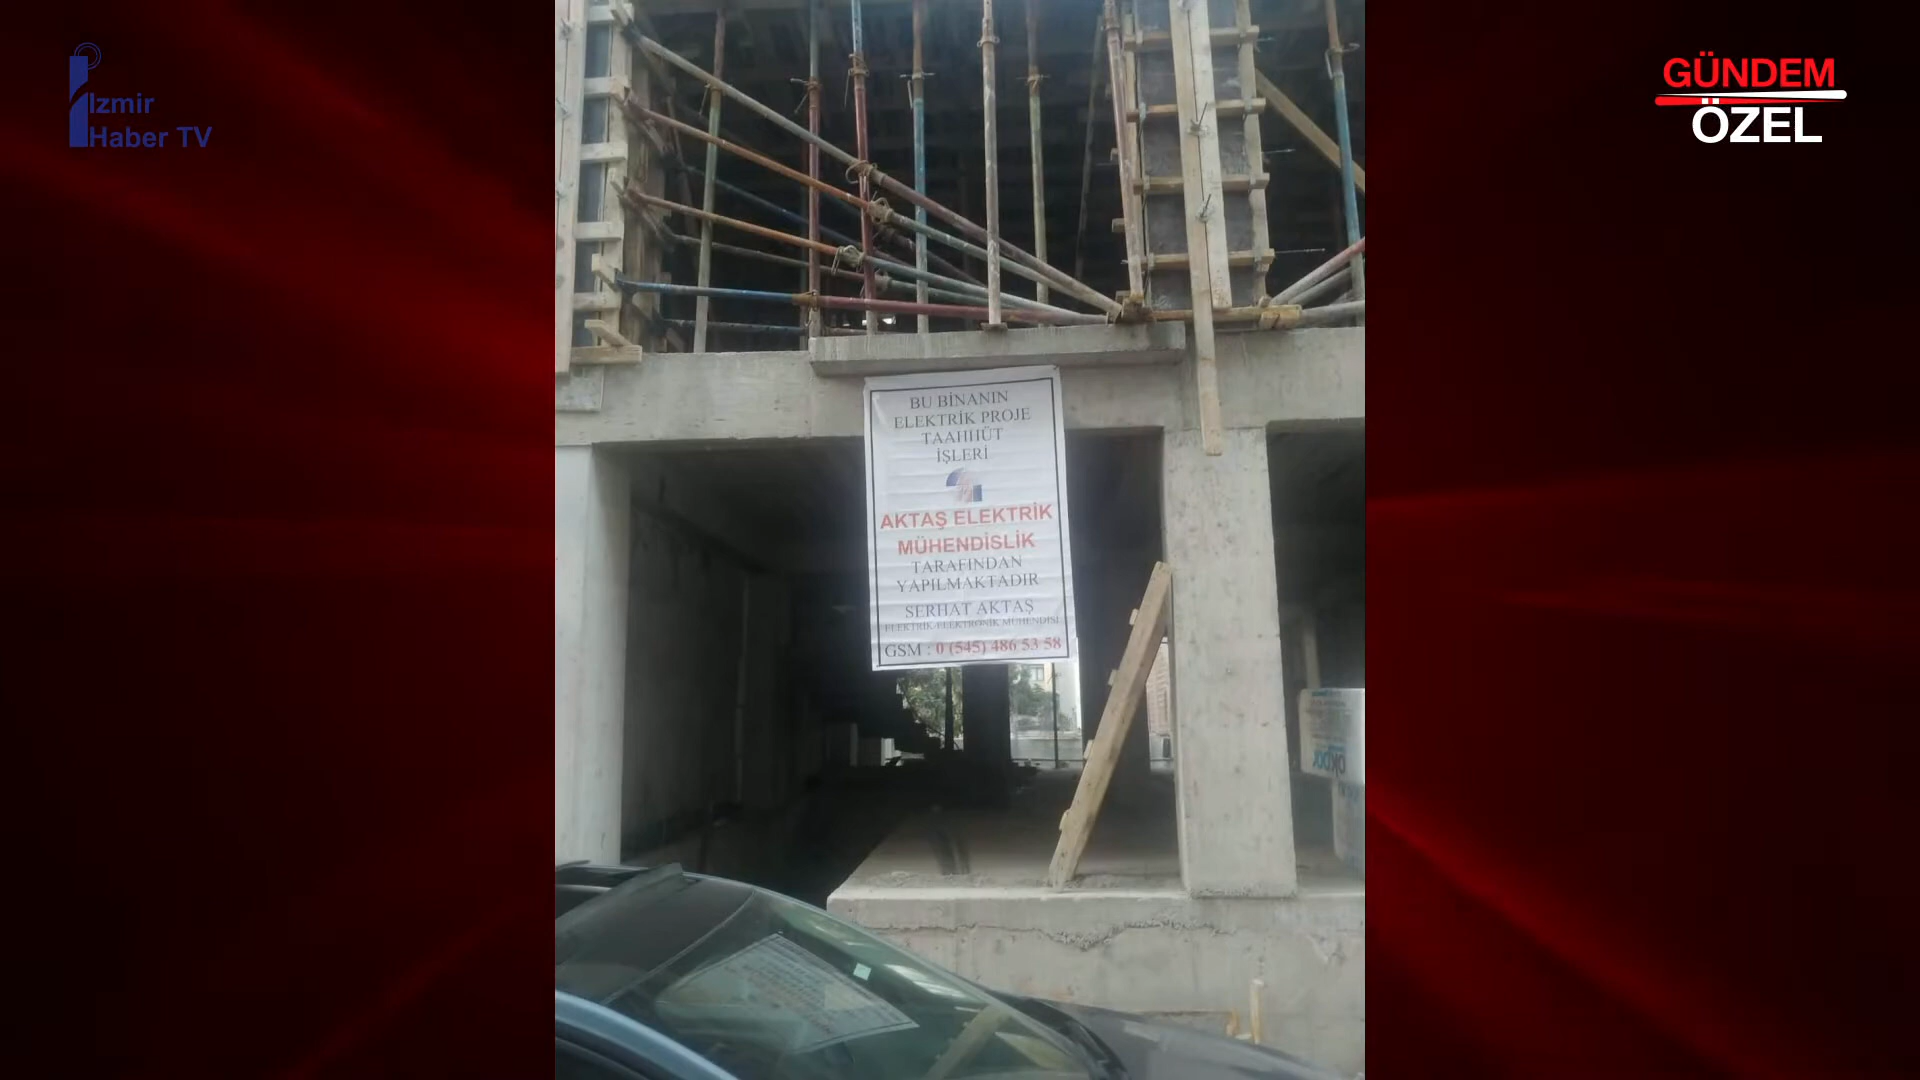 Izmir
Haber TV
GÜNDEM
ÖZEL
BU BİNANIN
ELEKTRİK PROJE
TAAHHÜT
İŞLERİ
AKTAŞ ELEKTRİK
MÜHENDİSLİK
TARAFINDAN
YAPILMAKTADIR
SERHAT AKTAŞ
ELEKTRİK-ELEKTRONİK MÜHENDİSİ
GSM : 0 (545) 486 53 58